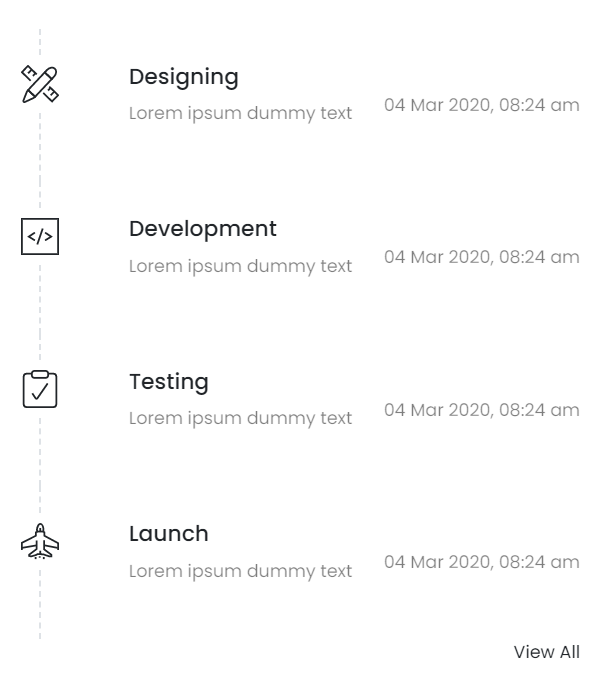 Designing
Lorem ipsum dummy text
04 Mar 2020, 08:24 am
Development
Lorem ipsum dummy text
04 Mar 2020, 08:24 am
Testing
Lorem ipsum dummy text
04 Mar 2020, 08:24 am
Launch
Lorem ipsum dummy text
04 Mar 2020, 08:24 am
View All